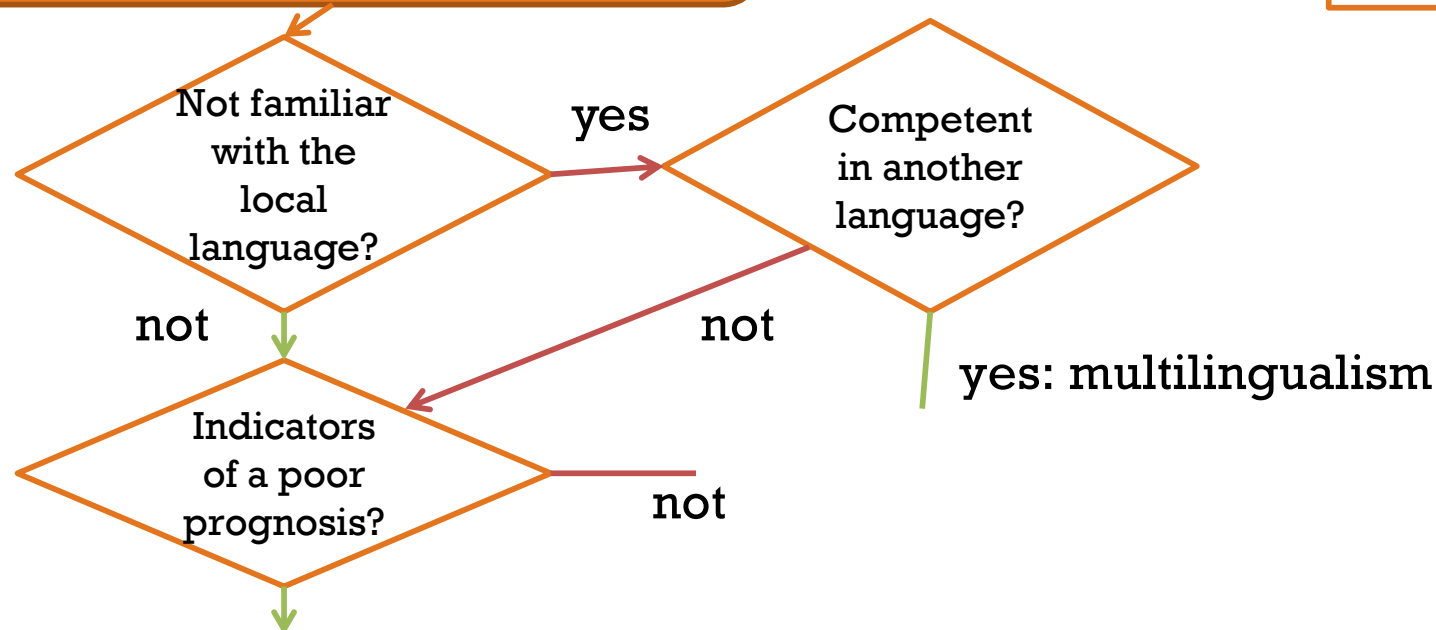 Not familiar
with the
local
language?
yes
Competent
in another
language?
not
not
yes: multilingualism
Indicators
of a poor
prognosis?
not